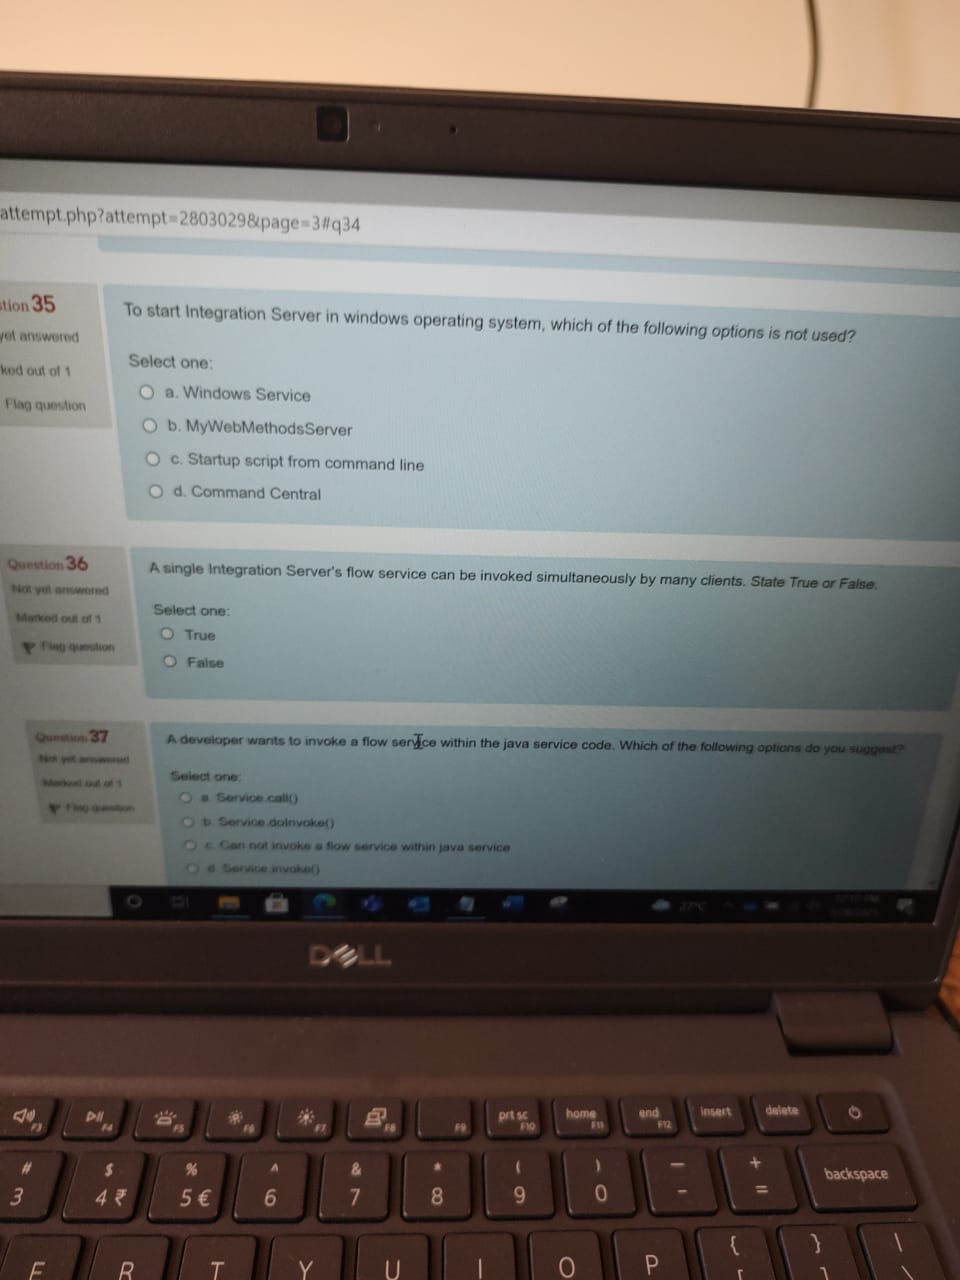 attempt.php?attempt=2803029&page=3#q34
stion 35
yet answered
ked out of 1
Flag question
To start Integration Server in windows operating system, which of the following options is not used?
Select one:
a. Windows Service
b. MyWebMethodsServer
c. Startup script from command line
d. Command Central
Question 36
Not yet answered
Marked out of 1
Flag question
A single Integration Server's flow service can be invoked simultaneously by many clients. State True or False.
Select one:
True
False
Question 37
Not yet answered
Marked out of 1
Flag question
A developer wants to invoke a flow service within the java service code. Which of the following options do you suggest?
Select one:
a. Service.call()
b. Service.doInvoke()
c. Can not invoke a flow service within java service
d. Service.invoke()
27°C
DELL
F3 F4 F5 F6 F7 F8 F9 prt sc F10 home F11 end F12 insert delete
# $ % ^ & * ( ) _ + backspace
3 4 ₹ 5 € 6 7 8 9 0 - =
E R T Y U I O P { [ } ] | \